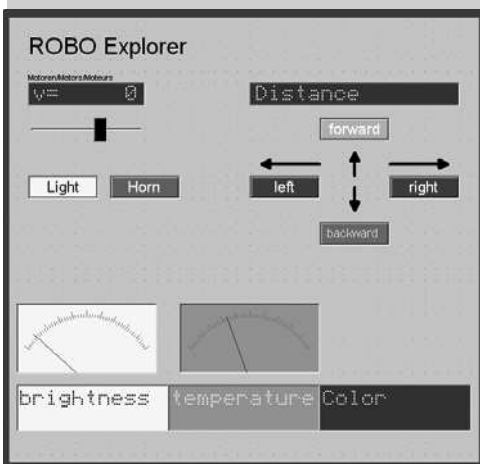 ROBO Explorer
Motoren/Motors/Moteurs
v= 0
Distance
forward
Light
Horn
left
right
backward
brightness
temperature
Color